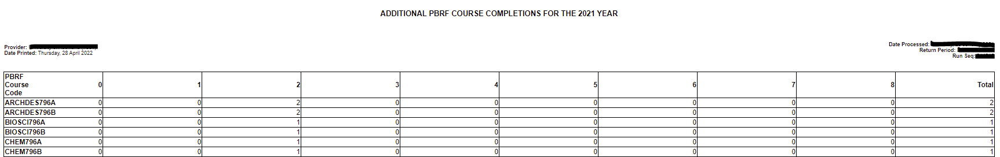 ADDITIONAL PBRF COURSE COMPLETIONS FOR THE 2021 YEAR
Provider:
Date Printed: Thursday, 28 April 2022
Date Processed:
Return Period:
Run Seq:
PBRF Course Code 0 1 2 3 4 5 6 7 8 Total
ARCHDES796A 0 0 2 0 0 0 0 0 0 2
ARCHDES796B 0 0 2 0 0 0 0 0 0 2
BIOSCI796A 0 0 1 0 0 0 0 0 0 1
BIOSCI796B 0 0 1 0 0 0 0 0 0 1
CHEM796A 0 0 1 0 0 0 0 0 0 1
CHEM796B 0 0 1 0 0 0 0 0 0 1